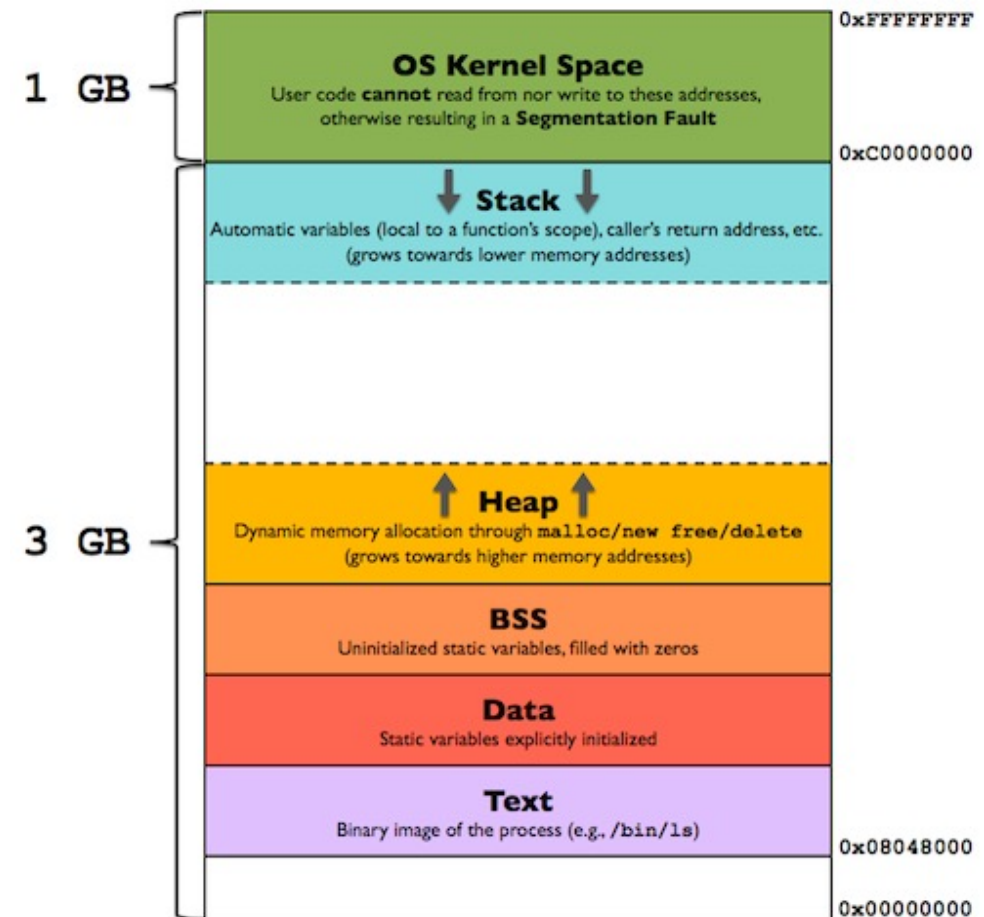 0xFFFFFFFF
1 GB
OS Kernel Space
User code cannot read from nor write to these addresses,
otherwise resulting in a Segmentation Fault
0xC0000000
Stack
Automatic variables (local to a function's scope), caller's return address, etc.
(grows towards lower memory addresses)
3 GB
Heap
Dynamic memory allocation through malloc/new free/delete
(grows towards higher memory addresses)
BSS
Uninitialized static variables, filled with zeros
Data
Static variables explicitly initialized
Text
Binary image of the process (e.g., /bin/ls)
0x08048000
0x00000000